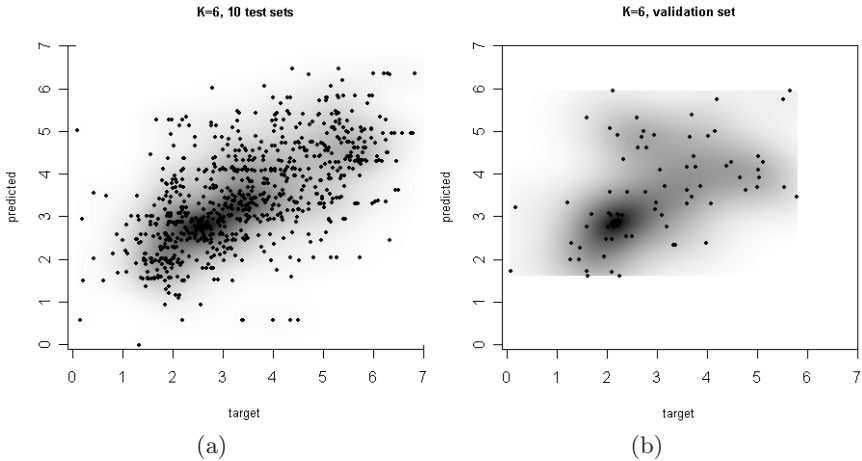 K=6, 10 test sets
predicted
7
6
5
4
3
2
1
0
0 1 2 3 4 5 6 7
target
(a)
K=6, validation set
predicted
7
6
5
4
3
2
1
0
0 1 2 3 4 5 6 7
target
(b)